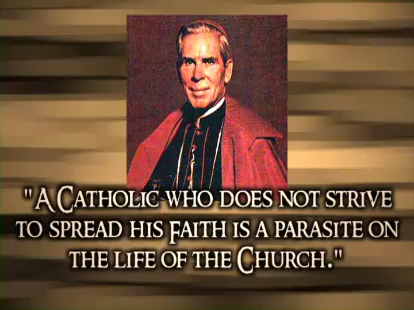 "A Catholic who does not strive
to spread his Faith is a parasite on
the life of the Church."